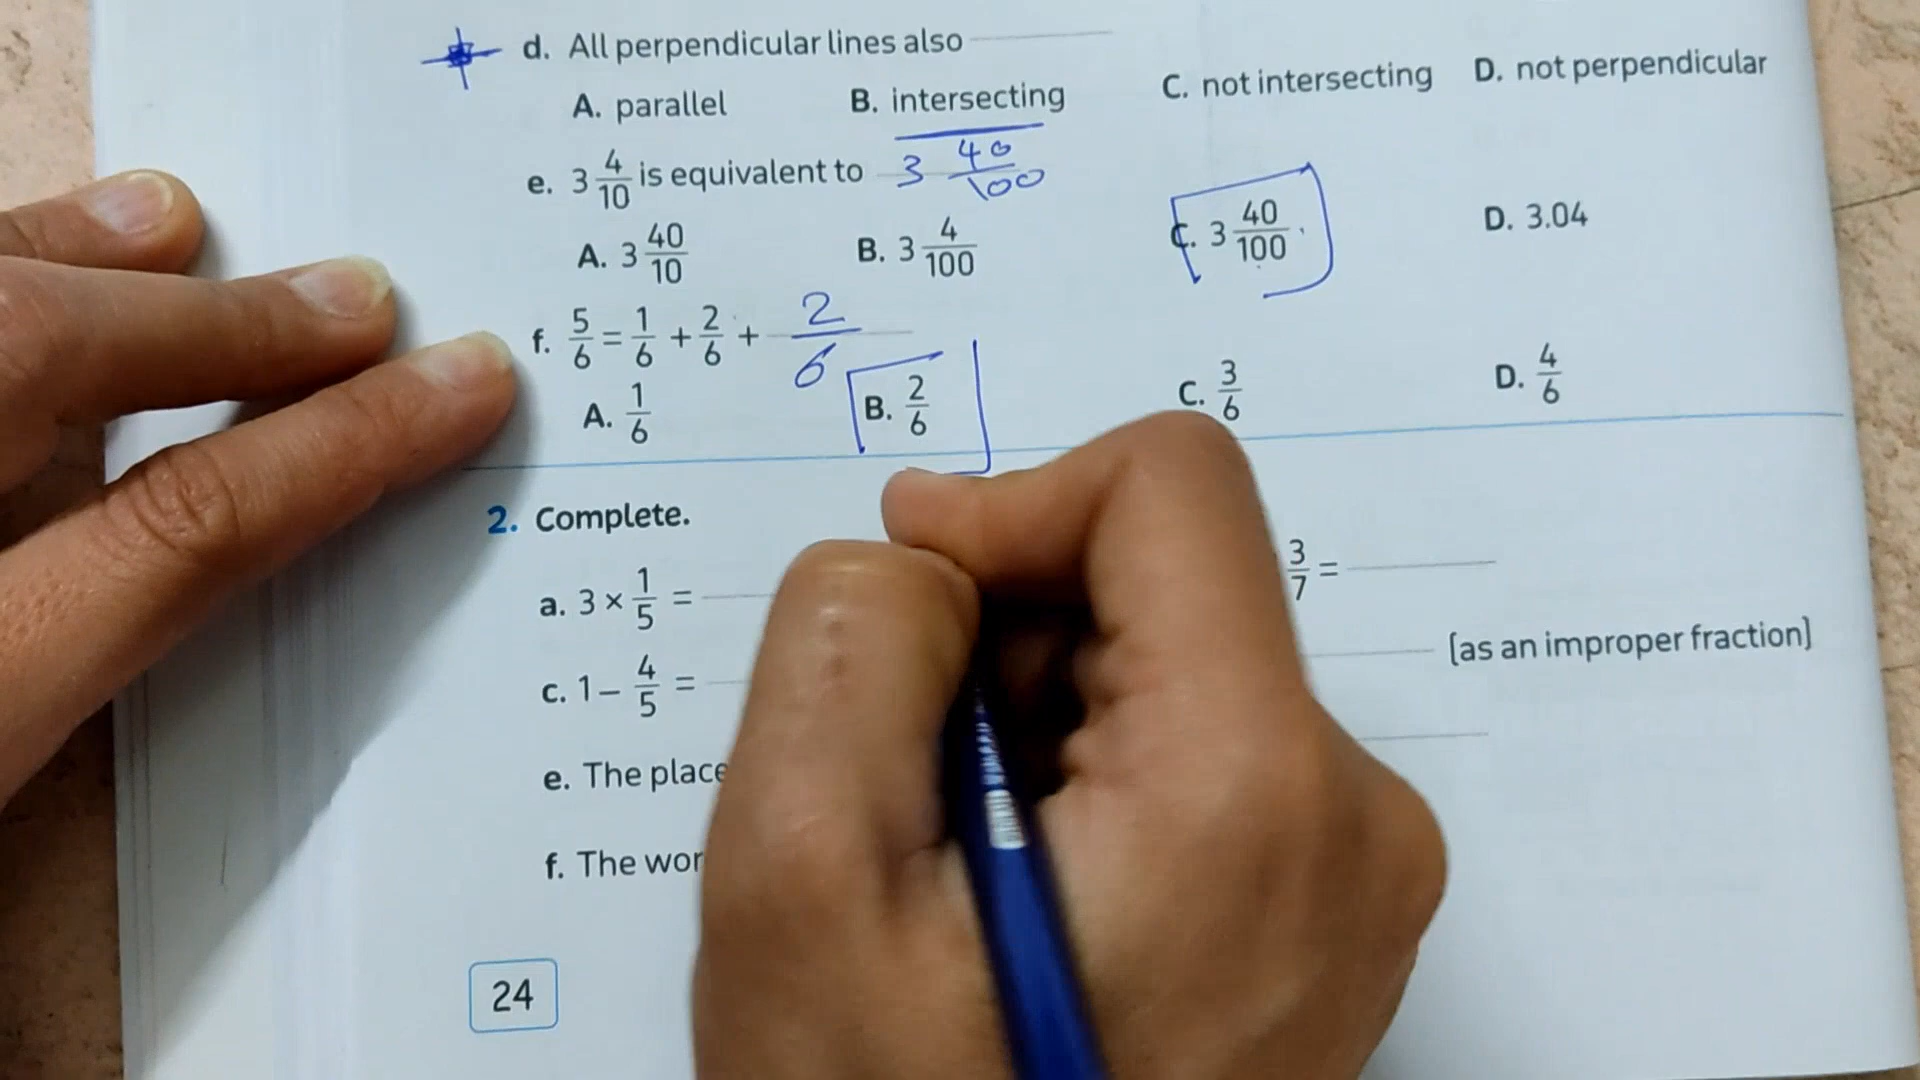 d. All perpendicular lines also
A. parallel B. intersecting C. not intersecting D. not perpendicular
e. 3 4/10 is equivalent to 3 40/100
A. 3 40/10 B. 3 4/100 C. 3 40/100 D. 3.04
f. 5/6 = 1/6 + 2/6 + 2/6
A. 1/6 B. 2/6 C. 3/6 D. 4/6
2. Complete.
a. 3 × 1/5 = 3/7 =
c. 1 – 4/5 = (as an improper fraction)
e. The place
f. The
24